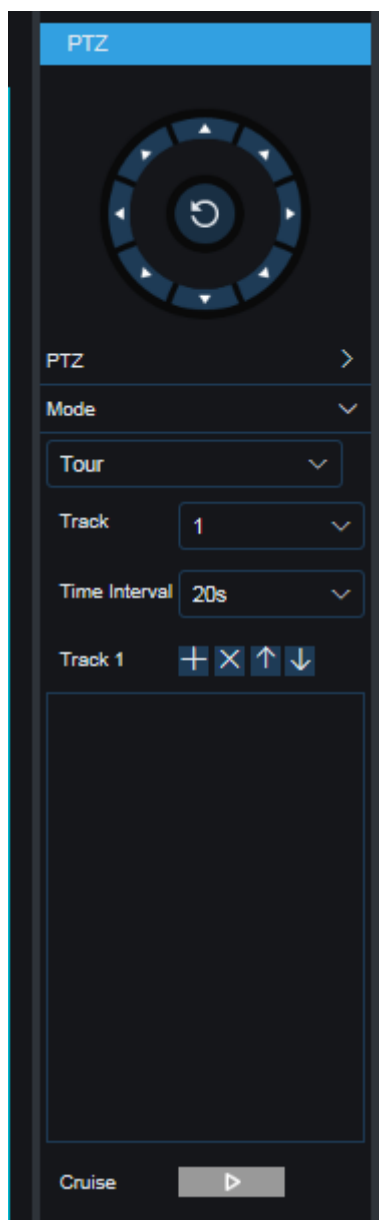 PTZ
PTZ
Mode
Tour
Track 1
Time Interval 20s
Track 1
Cruise